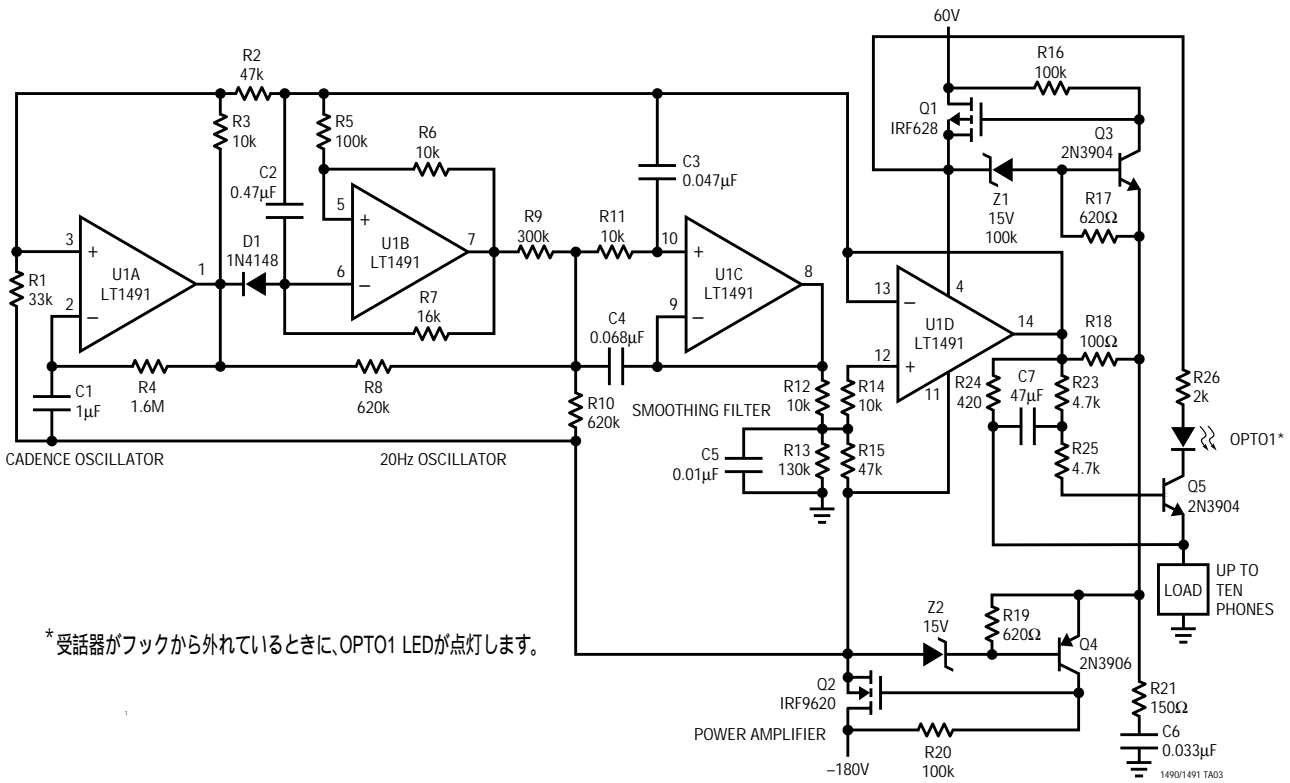 60V
R2
47k
R16
100k
R3
10k
R5
100k
R6
10k
Q1
IRF628
Q3
2N3904
C2
0.47µF
C3
0.047µF
Z1
15V
100k
R17
620Ω
3
+
U1A
LT1491
1
2
−
R1
33k
D1
1N4148
5
+
U1B
LT1491
7
6
−
R9
300k
R11
10k
10
+
U1C
LT1491
8
9
−
R7
16k
C4
0.068µF
13
−
4
U1D
LT1491
14
12
+
11
R18
100Ω
C1
1µF
R4
1.6M
R8
620k
R10
620k
SMOOTHING FILTER
R12
10k
R14
10k
R24
420
C7
47µF
R23
4.7k
R26
2k
OPTO1*
C5
0.01µF
R13
130k
R15
47k
R25
4.7k
Q5
2N3904
CADENCE OSCILLATOR
20Hz OSCILLATOR
LOAD
UP TO
TEN
PHONES
*受話器がフックから外れているときに、OPTO1 LEDが点灯します。
Z2
15V
R19
620Ω
Q4
2N3906
Q2
IRF9620
R21
150Ω
POWER AMPLIFIER
R20
100k
C6
0.033µF
−180V
1490/1491 TA03
1